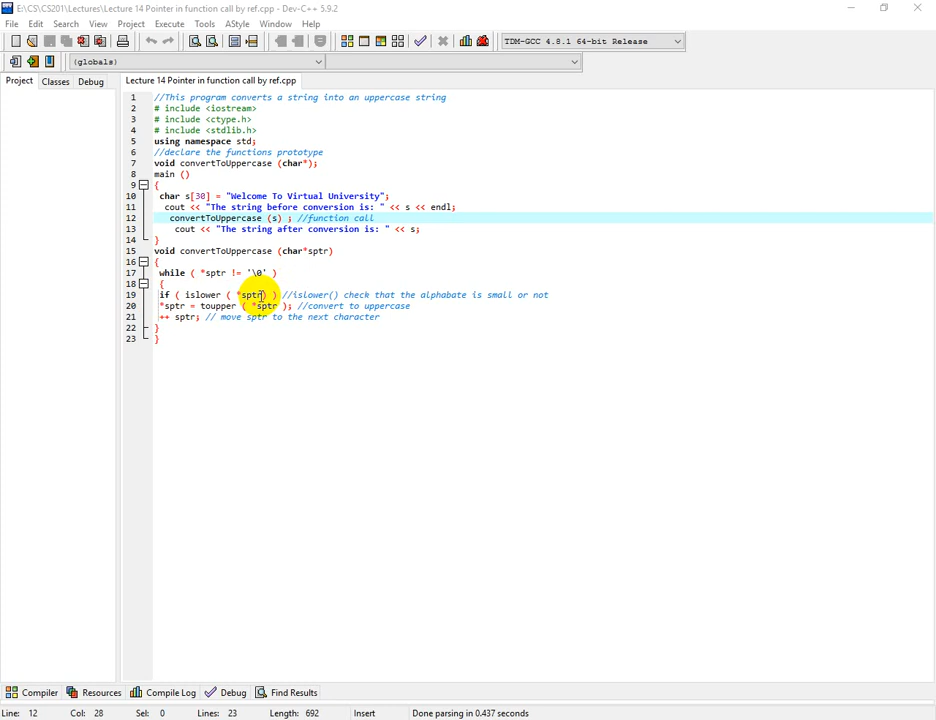 E:\CS\CS201\Lectures\Lecture 14 Pointer in function call by ref.cpp - Dev-C++ 5.9.2
File Edit Search View Project Execute Tools AStyle Window Help
TDM-GCC 4.8.1 64-bit Release
(globals)
Project Classes Debug Lecture 14 Pointer in function call by ref.cpp
1 //This program converts a string into an uppercase string
2 # include <iostream>
3 # include <ctype.h>
4 # include <stdlib.h>
5 using namespace std;
6 //declare the functions prototype
7 void convertToUppercase (char*);
8 main ()
9 {
10 char s[30] = "Welcome To Virtual University";
11 cout << "The string before conversion is: " << s << endl;
12 convertToUppercase (s) ; //function call
13 cout << "The string after conversion is: " << s;
14 }
15 void convertToUppercase (char*sptr)
16 {
17 while ( *sptr != '\0' )
18 {
19 if ( islower ( *sptr) ) //islower() check that the alphabate is small or not
20 *sptr = toupper ( *sptr ); //convert to uppercase
21 ++ sptr; // move sptr to the next character
22 }
23 }
Compiler Resources Compile Log Debug Find Results
Line: 12 Col: 28 Sel: 0 Lines: 23 Length: 692 Insert Done parsing in 0.437 seconds